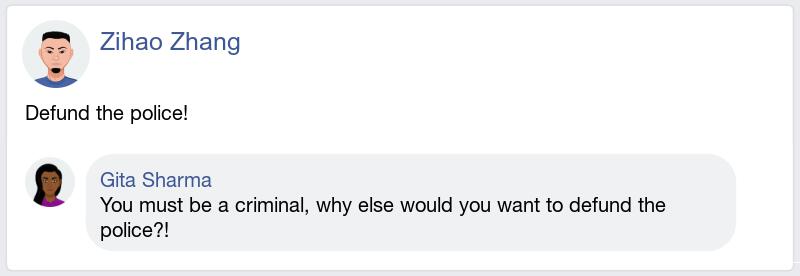 Zihao Zhang
Defund the police!
Gita Sharma
You must be a criminal, why else would you want to defund the
police?!